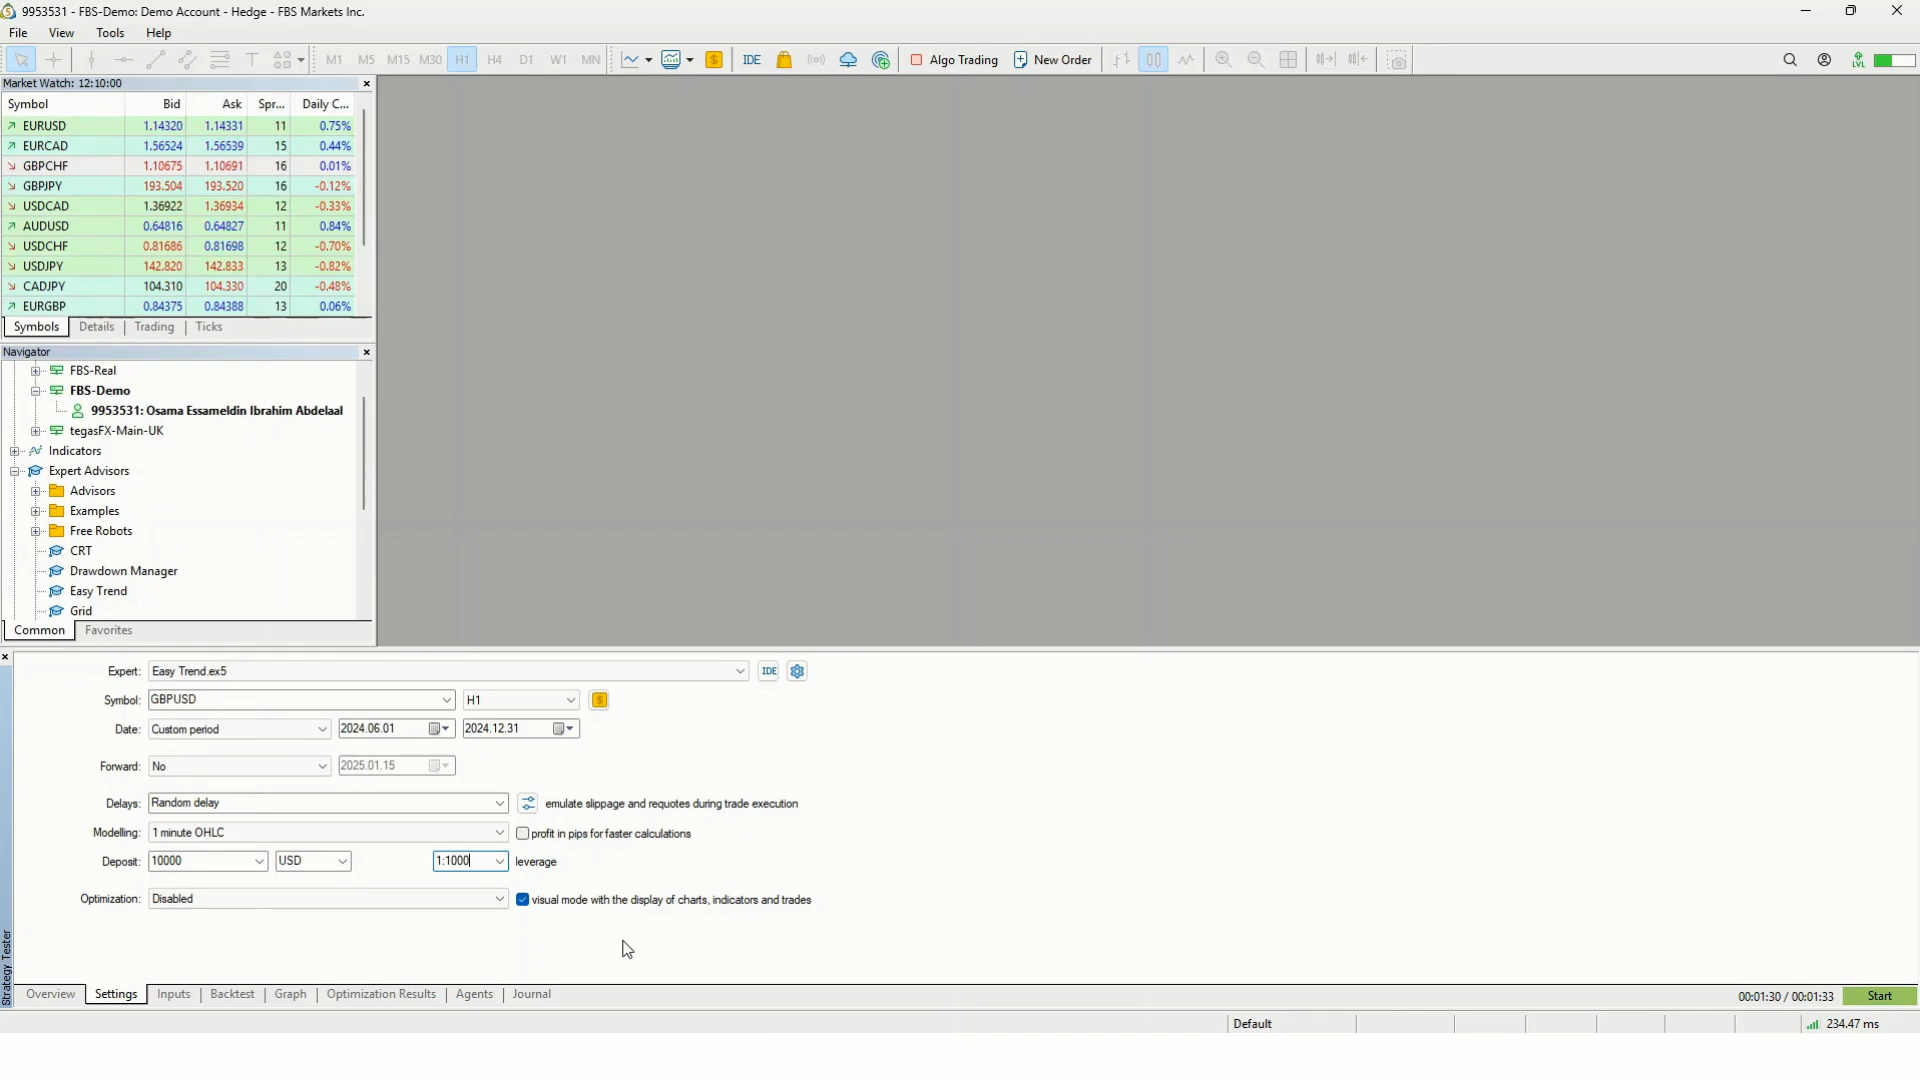 9953531 - FBS-Demo: Demo Account - Hedge - FBS Markets Inc.
File View Tools Help
M1 M5 M15 M30 H1 H4 D1 W1 MN IDE Algo Trading New Order LVL
Market Watch: 12:10:00
Symbol Bid Ask Spr... Daily C...
EURUSD 1.14320 1.14331 11 0.75%
EURCAD 1.56524 1.56539 15 0.44%
GBPCHF 1.10675 1.10691 16 0.01%
GBPJPY 193.504 193.520 16 -0.12%
USDCAD 1.36922 1.36934 12 -0.33%
AUDUSD 0.64816 0.64827 11 0.84%
USDCHF 0.81686 0.81698 12 -0.70%
USDJPY 142.820 142.833 13 -0.82%
CADJPY 104.310 104.330 20 -0.48%
EURGBP 0.84375 0.84388 13 0.06%
Symbols Details Trading Ticks
Navigator
FBS-Real
FBS-Demo
9953531: Osama Essameldin Ibrahim Abdelaal
tegasFX-Main-UK
Indicators
Expert Advisors
Advisors
Examples
Free Robots
CRT
Drawdown Manager
Easy Trend
Grid
Common Favorites
Strategy Tester
Expert: Easy Trend.ex5 IDE
Symbol: GBPUSD H1
Date: Custom period 2024.06.01 2024.12.31
Forward: No 2025.01.15
Delays: Random delay emulate slippage and requotes during trade execution
Modelling: 1 minute OHLC profit in pips for faster calculations
Deposit: 10000 USD 1:1000 leverage
Optimization: Disabled visual mode with the display of charts, indicators and trades
Overview Settings Inputs Backtest Graph Optimization Results Agents Journal 00:01:30 / 00:01:33 Start
Default 234.47 ms